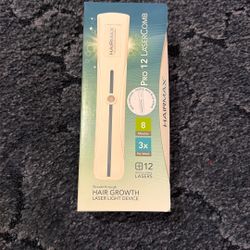 HAIRMAX
PRO 12 LASERCOMB
HAIRMAX
8
3x
12
LASERS
HAIR GROWTH
LASER LIGHT DEVICE